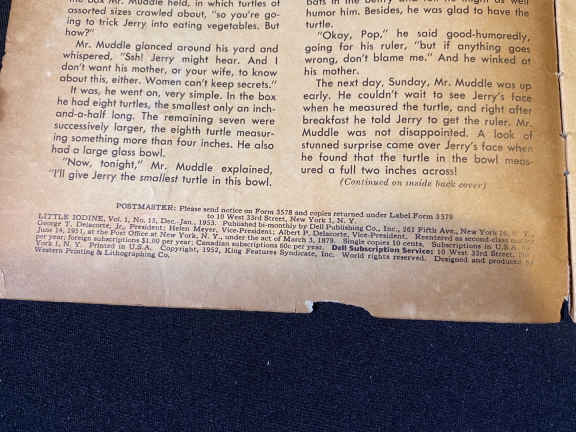 the box Mr. Muddle held, in which turtles of
assorted sizes crawled about, "so you're go-
ing to trick Jerry into eating vegetables. But
how?"
Mr. Muddle glanced around his yard and
whispered, "Ssh! Jerry might hear. And I
don't want his mother, or your wife, to know
about this, either. Women can't keep secrets."
It was, he went on, very simple. In the box
he had eight turtles, the smallest only an inch-
and-a-half long. The remaining seven were
successively larger, the eighth turtle measur-
ing something more than four inches. He also
had a large glass bowl.
"Now, tonight," Mr. Muddle explained,
"I'll give Jerry the smallest turtle in this bowl.
humor him. Besides, he was glad to have the
turtle.
"Okay, Pop," he said good-humoredly,
going for his ruler, "but if anything goes
wrong, don't blame me." And he winked at
his mother.
The next day, Sunday, Mr. Muddle was up
early. He couldn't wait to see Jerry's face
when he measured the turtle, and right after
breakfast he told Jerry to get the ruler. Mr.
Muddle was not disappointed. A look of
stunned surprise came over Jerry's face when
he found that the turtle in the bowl meas-
ured a full two inches across!
(Continued on inside back cover)
POSTMASTER: Please send notice on Form 3578 and copies returned under Label Form 3579
to 10 West 33rd Street, New York 1, N. Y.
LITTLE IODINE, Vol. 1, No. 15, Dec.-Jan., 1953. Published bi-monthly by Dell Publishing Co., Inc., 261 Fifth Ave., New York 16, N. Y.,
George T. Delacorte, Jr., President; Helen Meyer, Vice-President; Albert P. Delacorte, Vice-President. Reentered as second-class matter
June 14, 1951, at the Post Office at New York, N. Y., under the act of March 3, 1879. Single copies 10 cents. Subscriptions in U.S.A.
per year; foreign subscriptions $1.80 per year; Canadian subscriptions 80c per year. Dell Subscription Service: 10 West 33rd Street,
York 1, N. Y. Printed in U.S.A. Copyright, 1952, King Features Syndicate, Inc. World rights reserved. Designed and produced by
Western Printing & Lithographing Co.